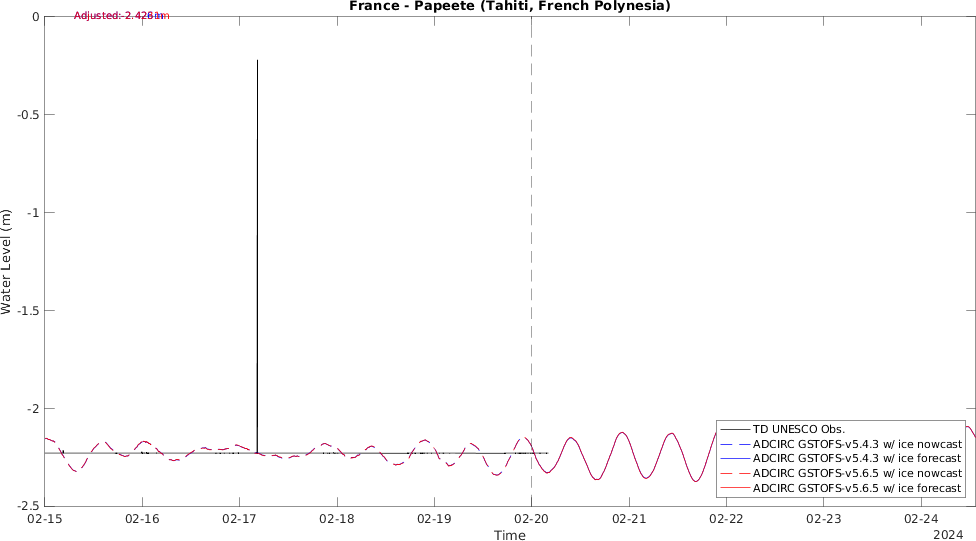 France - Papeete (Tahiti, French Polynesia)
Adjusted:-2.4
0
-0.5
-1
-1.5
-2
-2.5
Water Level (m)
TD UNESCO Obs.
ADCIRC GSTOFS-v5.4.3 w/ ice nowcast
ADCIRC GSTOFS-v5.4.3 w/ ice forecast
ADCIRC GSTOFS-v5.6.5 w/ ice nowcast
ADCIRC GSTOFS-v5.6.5 w/ ice forecast
02-15 02-16 02-17 02-18 02-19 02-20 02-21 02-22 02-23 02-24
Time
2024